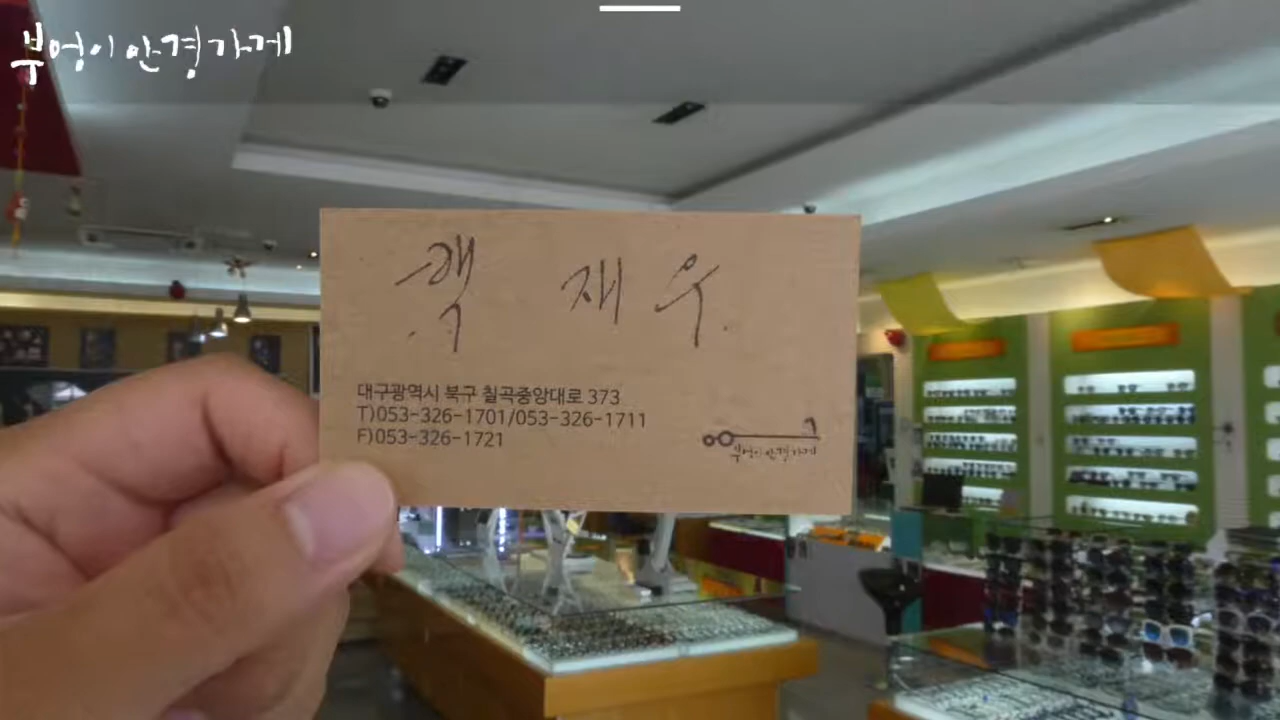 부엉이안경가게
재우.
대구광역시 북구 칠곡중앙대로 373
T)053-326-1701/053-326-1711
F)053-326-1721
부엉이안경가게